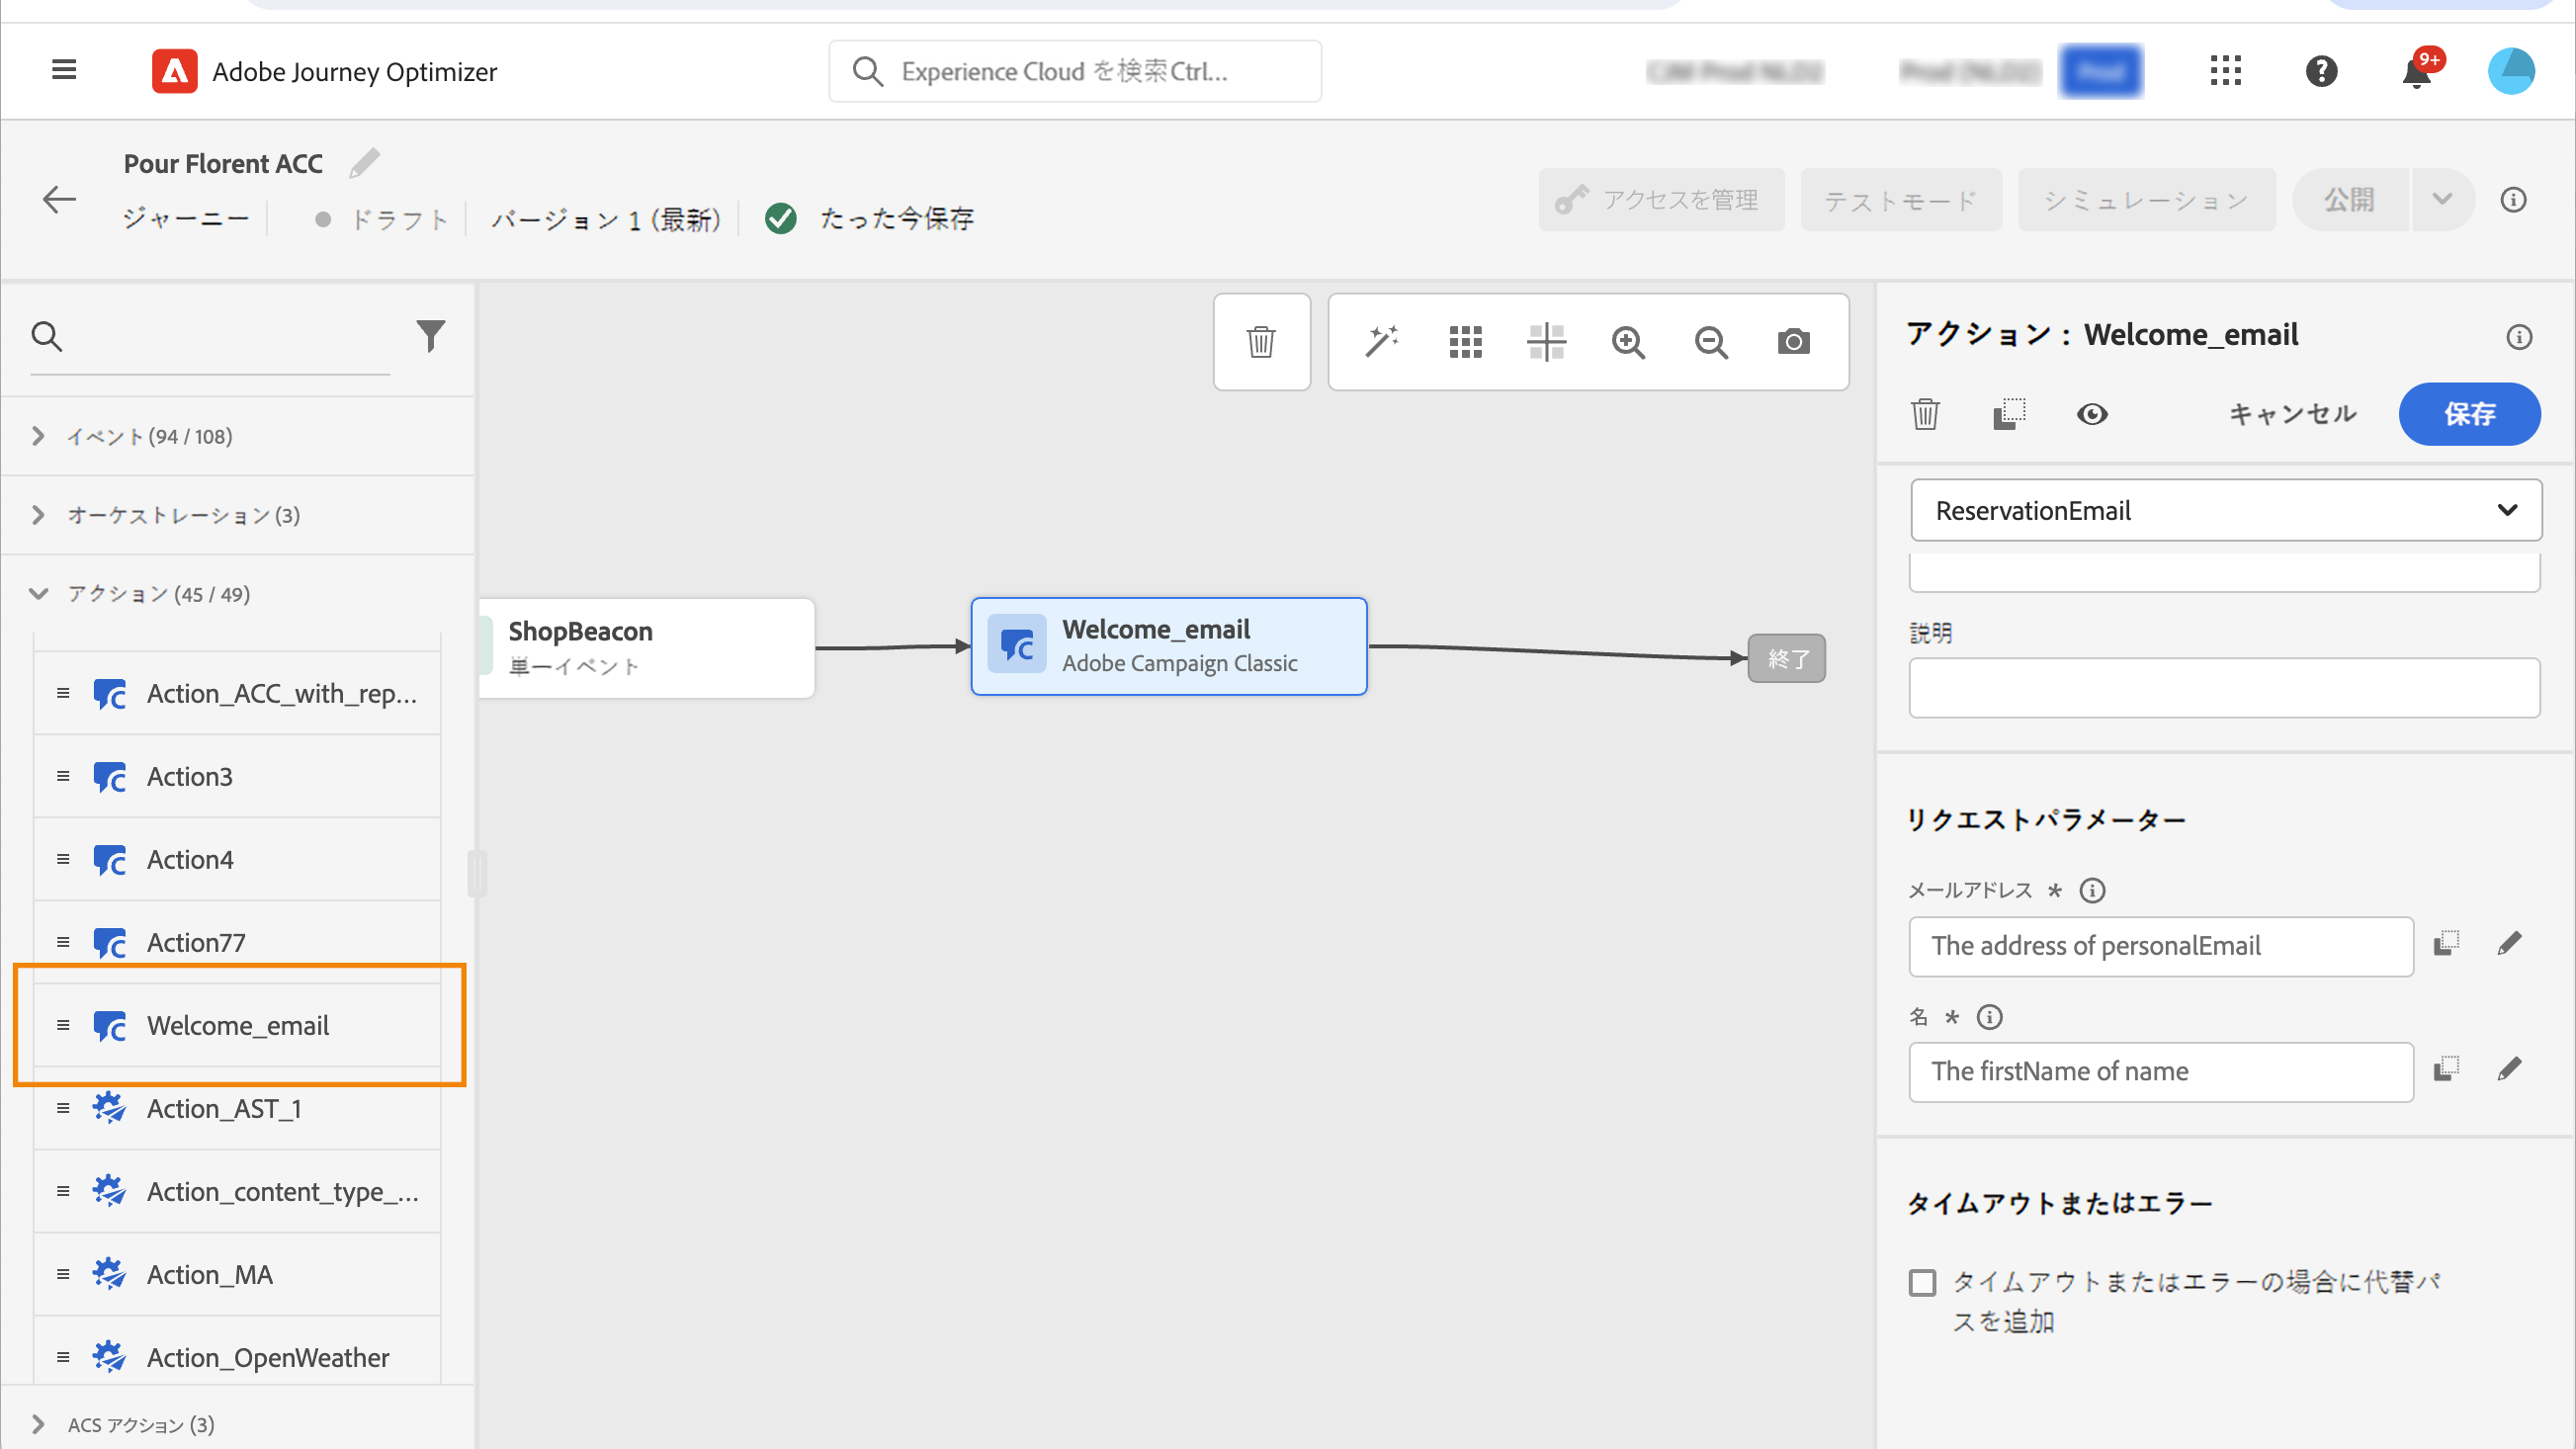 Adobe Journey Optimizer
Experience Cloud を検索Ctrl...
9+
Pour Florent ACC
ジャーニー
ドラフト
バージョン 1 (最新)
たった今保存
アクセスを管理
テストモード
シミュレーション
公開
イベント (94 / 108)
オーケストレーション (3)
アクション (45 / 49)
Action_ACC_with_rep...
Action3
Action4
Action77
Welcome_email
Action_AST_1
Action_content_type_...
Action_MA
Action_OpenWeather
ACS アクション (3)
ShopBeacon
単一イベント
Welcome_email
Adobe Campaign Classic
終了
アクション : Welcome_email
キャンセル
保存
ReservationEmail
説明
リクエストパラメーター
メールアドレス *
The address of personalEmail
名 *
The firstName of name
タイムアウトまたはエラー
タイムアウトまたはエラーの場合に代替パ
スを追加